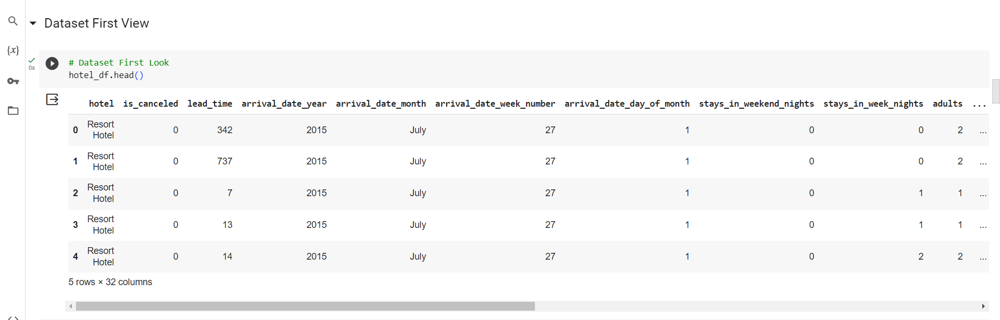 Dataset First View
{x}
0s
# Dataset First Look
hotel_df.head()
hotel is_canceled lead_time arrival_date_year arrival_date_month arrival_date_week_number arrival_date_day_of_month stays_in_weekend_nights stays_in_week_nights adults ...
0 Resort Hotel 0 342 2015 July 27 1 0 0 2 ...
1 Resort Hotel 0 737 2015 July 27 1 0 0 2 ...
2 Resort Hotel 0 7 2015 July 27 1 0 1 1 ...
3 Resort Hotel 0 13 2015 July 27 1 0 1 1 ...
4 Resort Hotel 0 14 2015 July 27 1 0 2 2 ...
5 rows × 32 columns